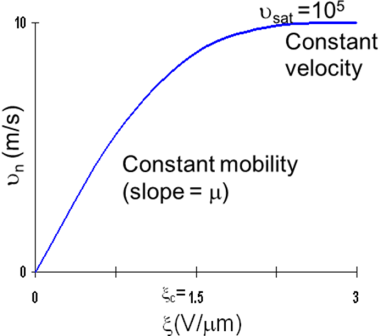 10
υsat =10⁵
Constant
velocity
υn (m/s)
Constant mobility
(slope = μ)
0
0
ξc= 1.5
3
ξ(V/μm)